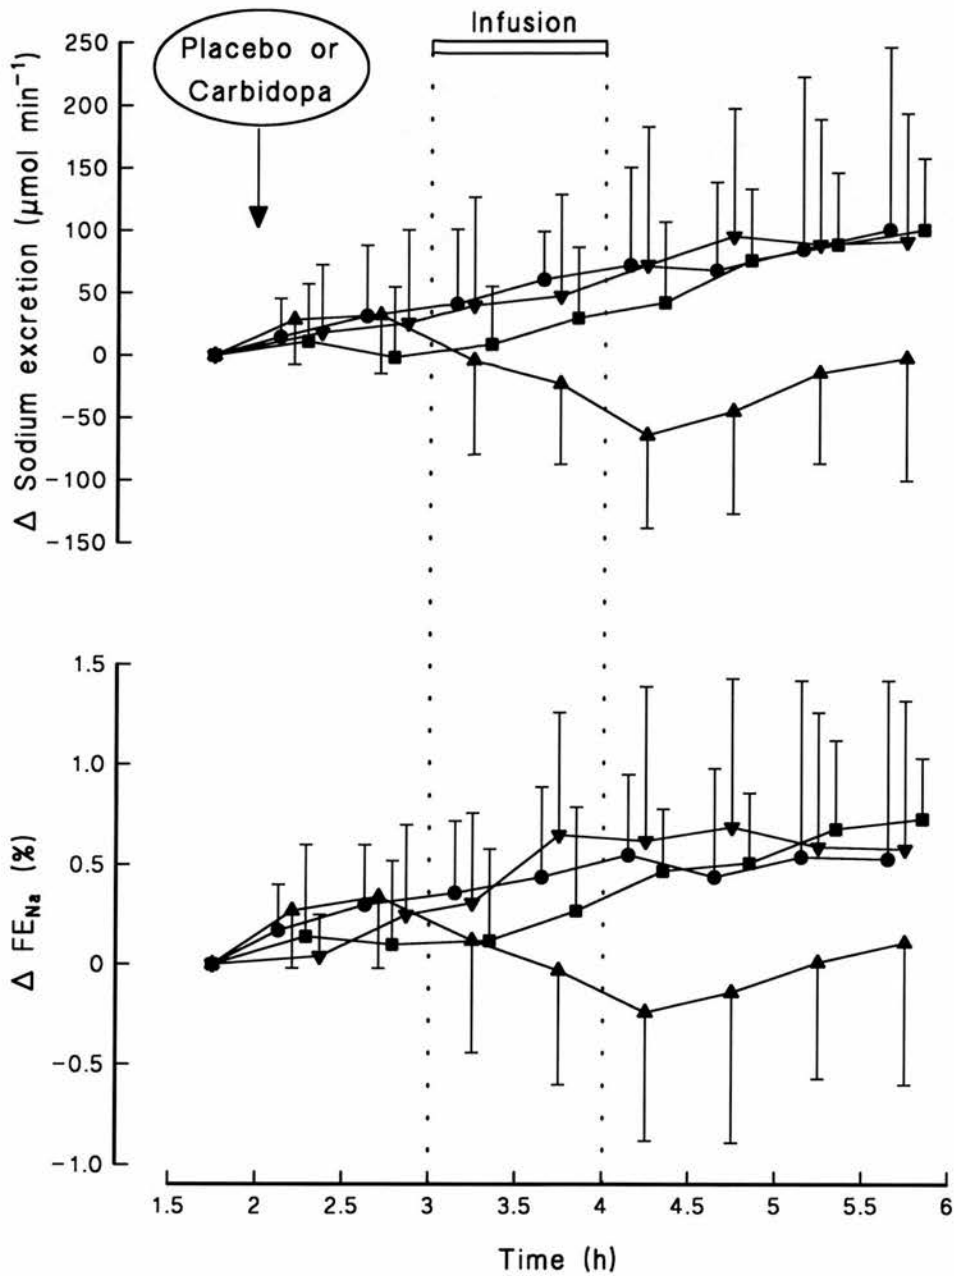 Infusion
Placebo or
Carbidopa
Δ Sodium excretion (μmol min⁻¹)
250
200
150
100
50
0
-50
-100
-150
Δ FENa (%)
1.5
1.0
0.5
0
-0.5
-1.0
1.5 2 2.5 3 3.5 4 4.5 5 5.5 6
Time (h)